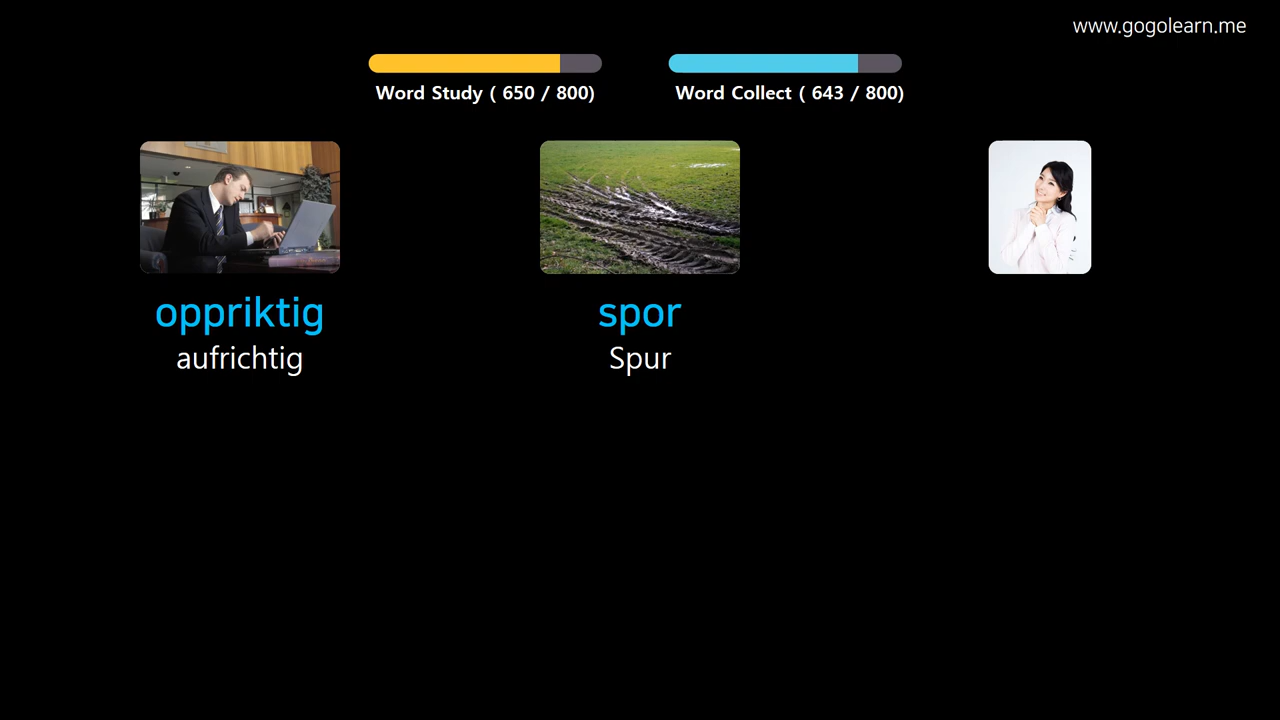 www.gogolearn.me
Word Study ( 650 / 800)
Word Collect ( 643 / 800)
oppriktig
spor
aufrichtig
Spur